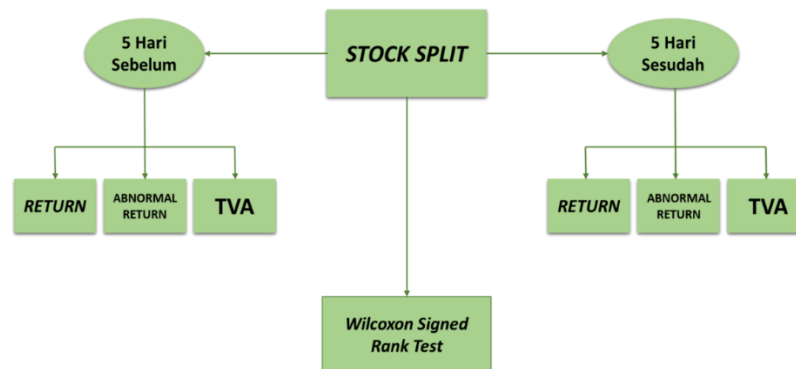 5 Hari
Sebelum
STOCK SPLIT
5 Hari
Sesudah
RETURN
ABNORMAL
RETURN
TVA
RETURN
ABNORMAL
RETURN
TVA
Wilcoxon Signed
Rank Test